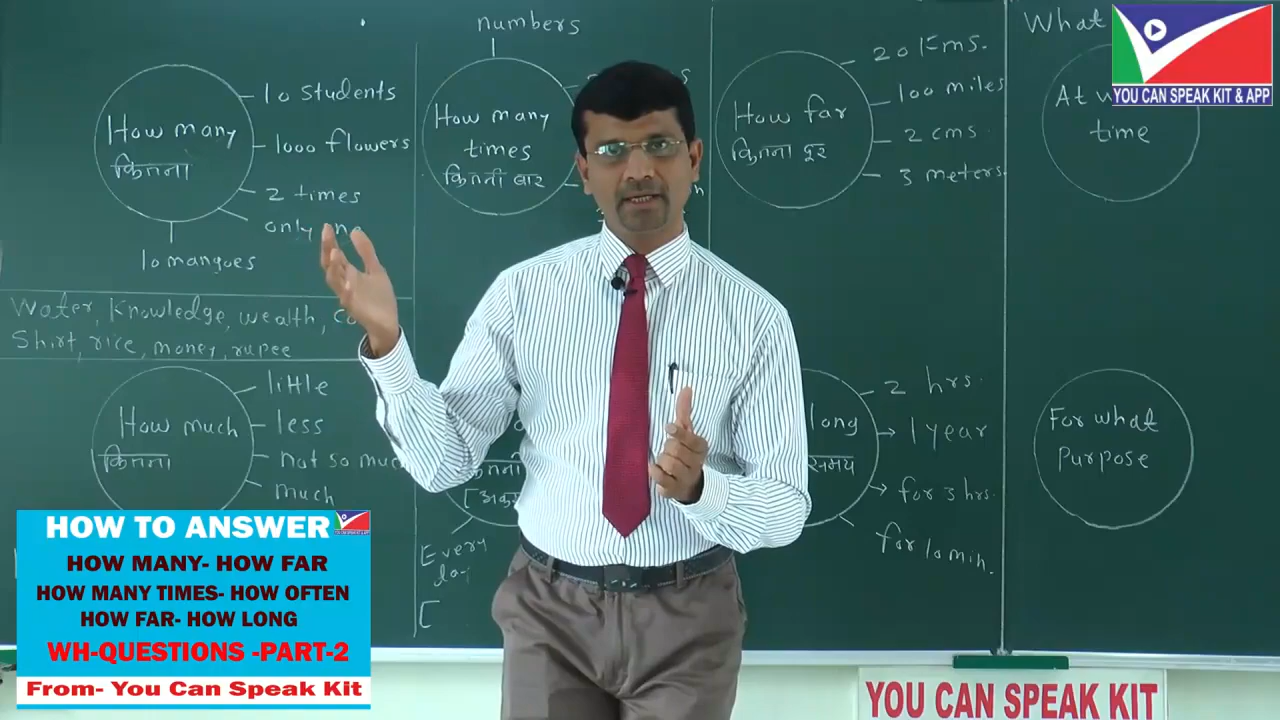 numbers
How many
कितना
10 students
1000 flowers
2 times
only
10 mangoes
How many
times
कितनी बार
How far
कितना दूर
20 Kms.
100 miles
2 cms.
3 meters
What
At
time
YOU CAN SPEAK KIT & APP
Water, Knowledge, wealth,
Shirt, rice, money, rupee
How much
कितना
little
less
not so much
much
कितनी
Every
day
[
long
समय
2 hrs.
1 year
for 3 hrs.
for 10 min.
For what
Purpose
HOW TO ANSWER
HOW MANY- HOW FAR
HOW MANY TIMES- HOW OFTEN
HOW FAR- HOW LONG
WH-QUESTIONS -PART-2
From- You Can Speak Kit
YOU CAN SPEAK KIT